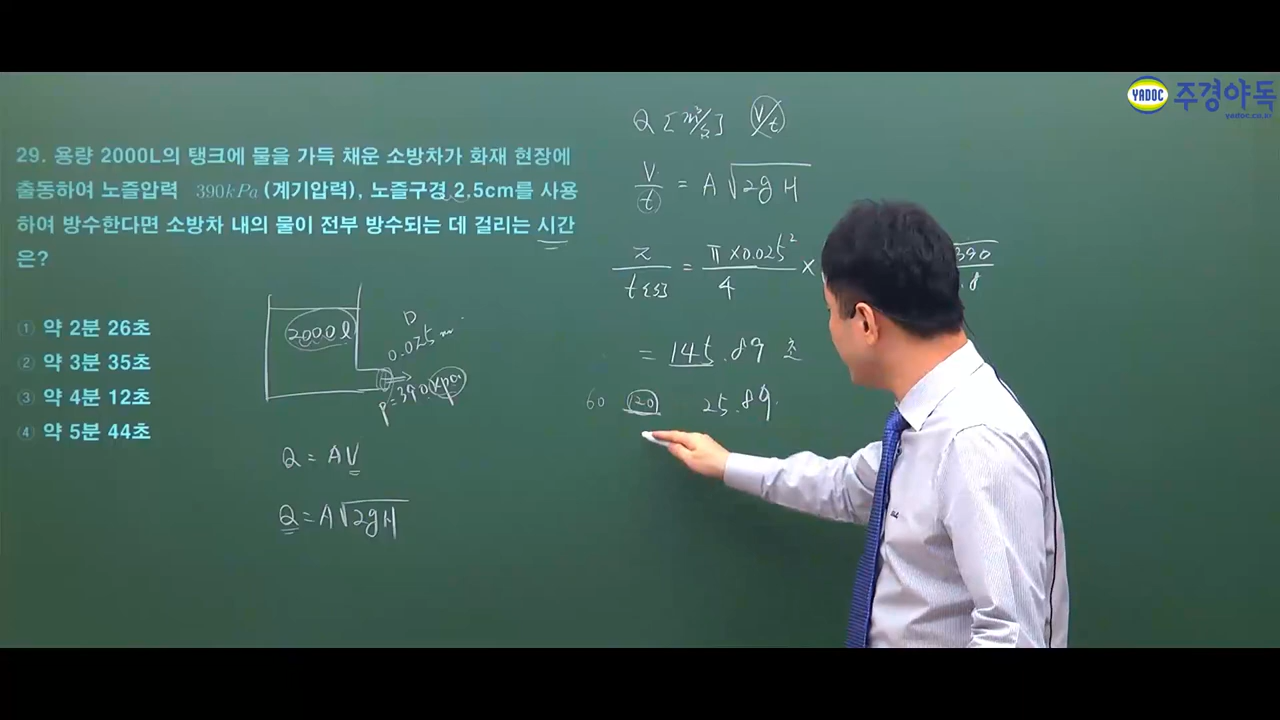 YADOC 주경야독
yadoc.co.kr
29. 용량 2000L의 탱크에 물을 가득 채운 소방차가 화재 현장에
출동하여 노즐압력 390kPa(계기압력), 노즐구경 2.5cm를 사용
하여 방수한다면 소방차 내의 물이 전부 방수되는 데 걸리는 시간
은?
① 약 2분 26초
② 약 3분 35초
③ 약 4분 12초
④ 약 5분 44초
2000ℓ
D
0.025m
P=390kPa
Q = AV
Q = A√2gH
Q [m³/s] V/t
V/t = A√2gH
2/t[s] = π×0.025²/4 × 390/.8
= 145.89 초
60 120 25.89